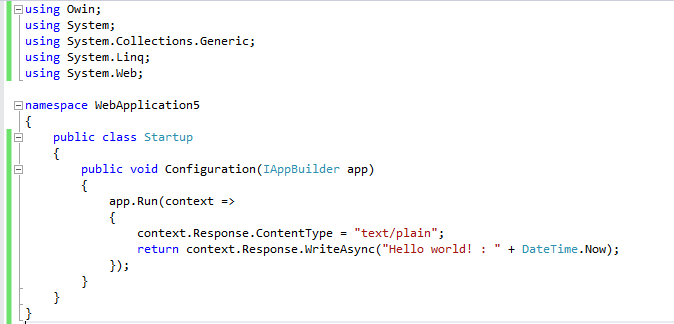 using Owin;
using System;
using System.Collections.Generic;
using System.Linq;
using System.Web;

namespace WebApplication5
{
    public class Startup
    {
        public void Configuration(IAppBuilder app)
        {
            app.Run(context =>
            {
                context.Response.ContentType = "text/plain";
                return context.Response.WriteAsync("Hello world! : " + DateTime.Now);
            });
        }
    }
}